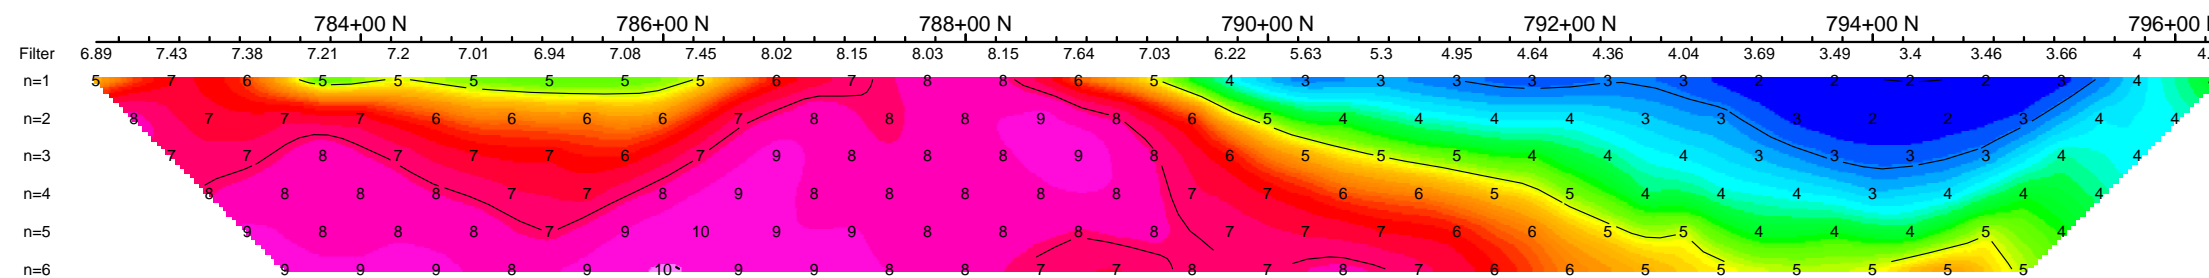 784+00 N 786+00 N 788+00 N 790+00 N 792+00 N 794+00 N 796+00 N
Filter 6.89 7.43 7.38 7.21 7.2 7.01 6.94 7.08 7.45 8.02 8.15 8.03 8.15 7.64 7.03 6.22 5.63 5.3 4.95 4.64 4.36 4.04 3.69 3.49 3.4 3.46 3.66 4 4.
n=1 5 7 6 5 5 5 5 5 5 6 7 8 8 6 5 4 3 3 3 3 3 3 2 2 2 2 3 4
n=2 8 7 7 7 6 6 6 6 7 8 8 8 9 8 6 5 4 4 4 4 3 3 3 2 2 3 4 4
n=3 7 7 8 7 7 7 6 7 9 8 8 8 9 8 6 5 5 5 4 4 4 3 3 3 3 4 4
n=4 8 8 8 8 7 7 8 9 8 8 8 8 8 7 7 6 6 5 5 4 4 4 3 4 4 4
n=5 9 8 8 8 7 9 10 9 9 8 8 8 8 7 7 7 6 6 5 5 4 4 4 5 4
n=6 9 9 9 8 9 10 9 9 8 8 7 7 8 7 8 7 6 6 5 5 5 5 5 5